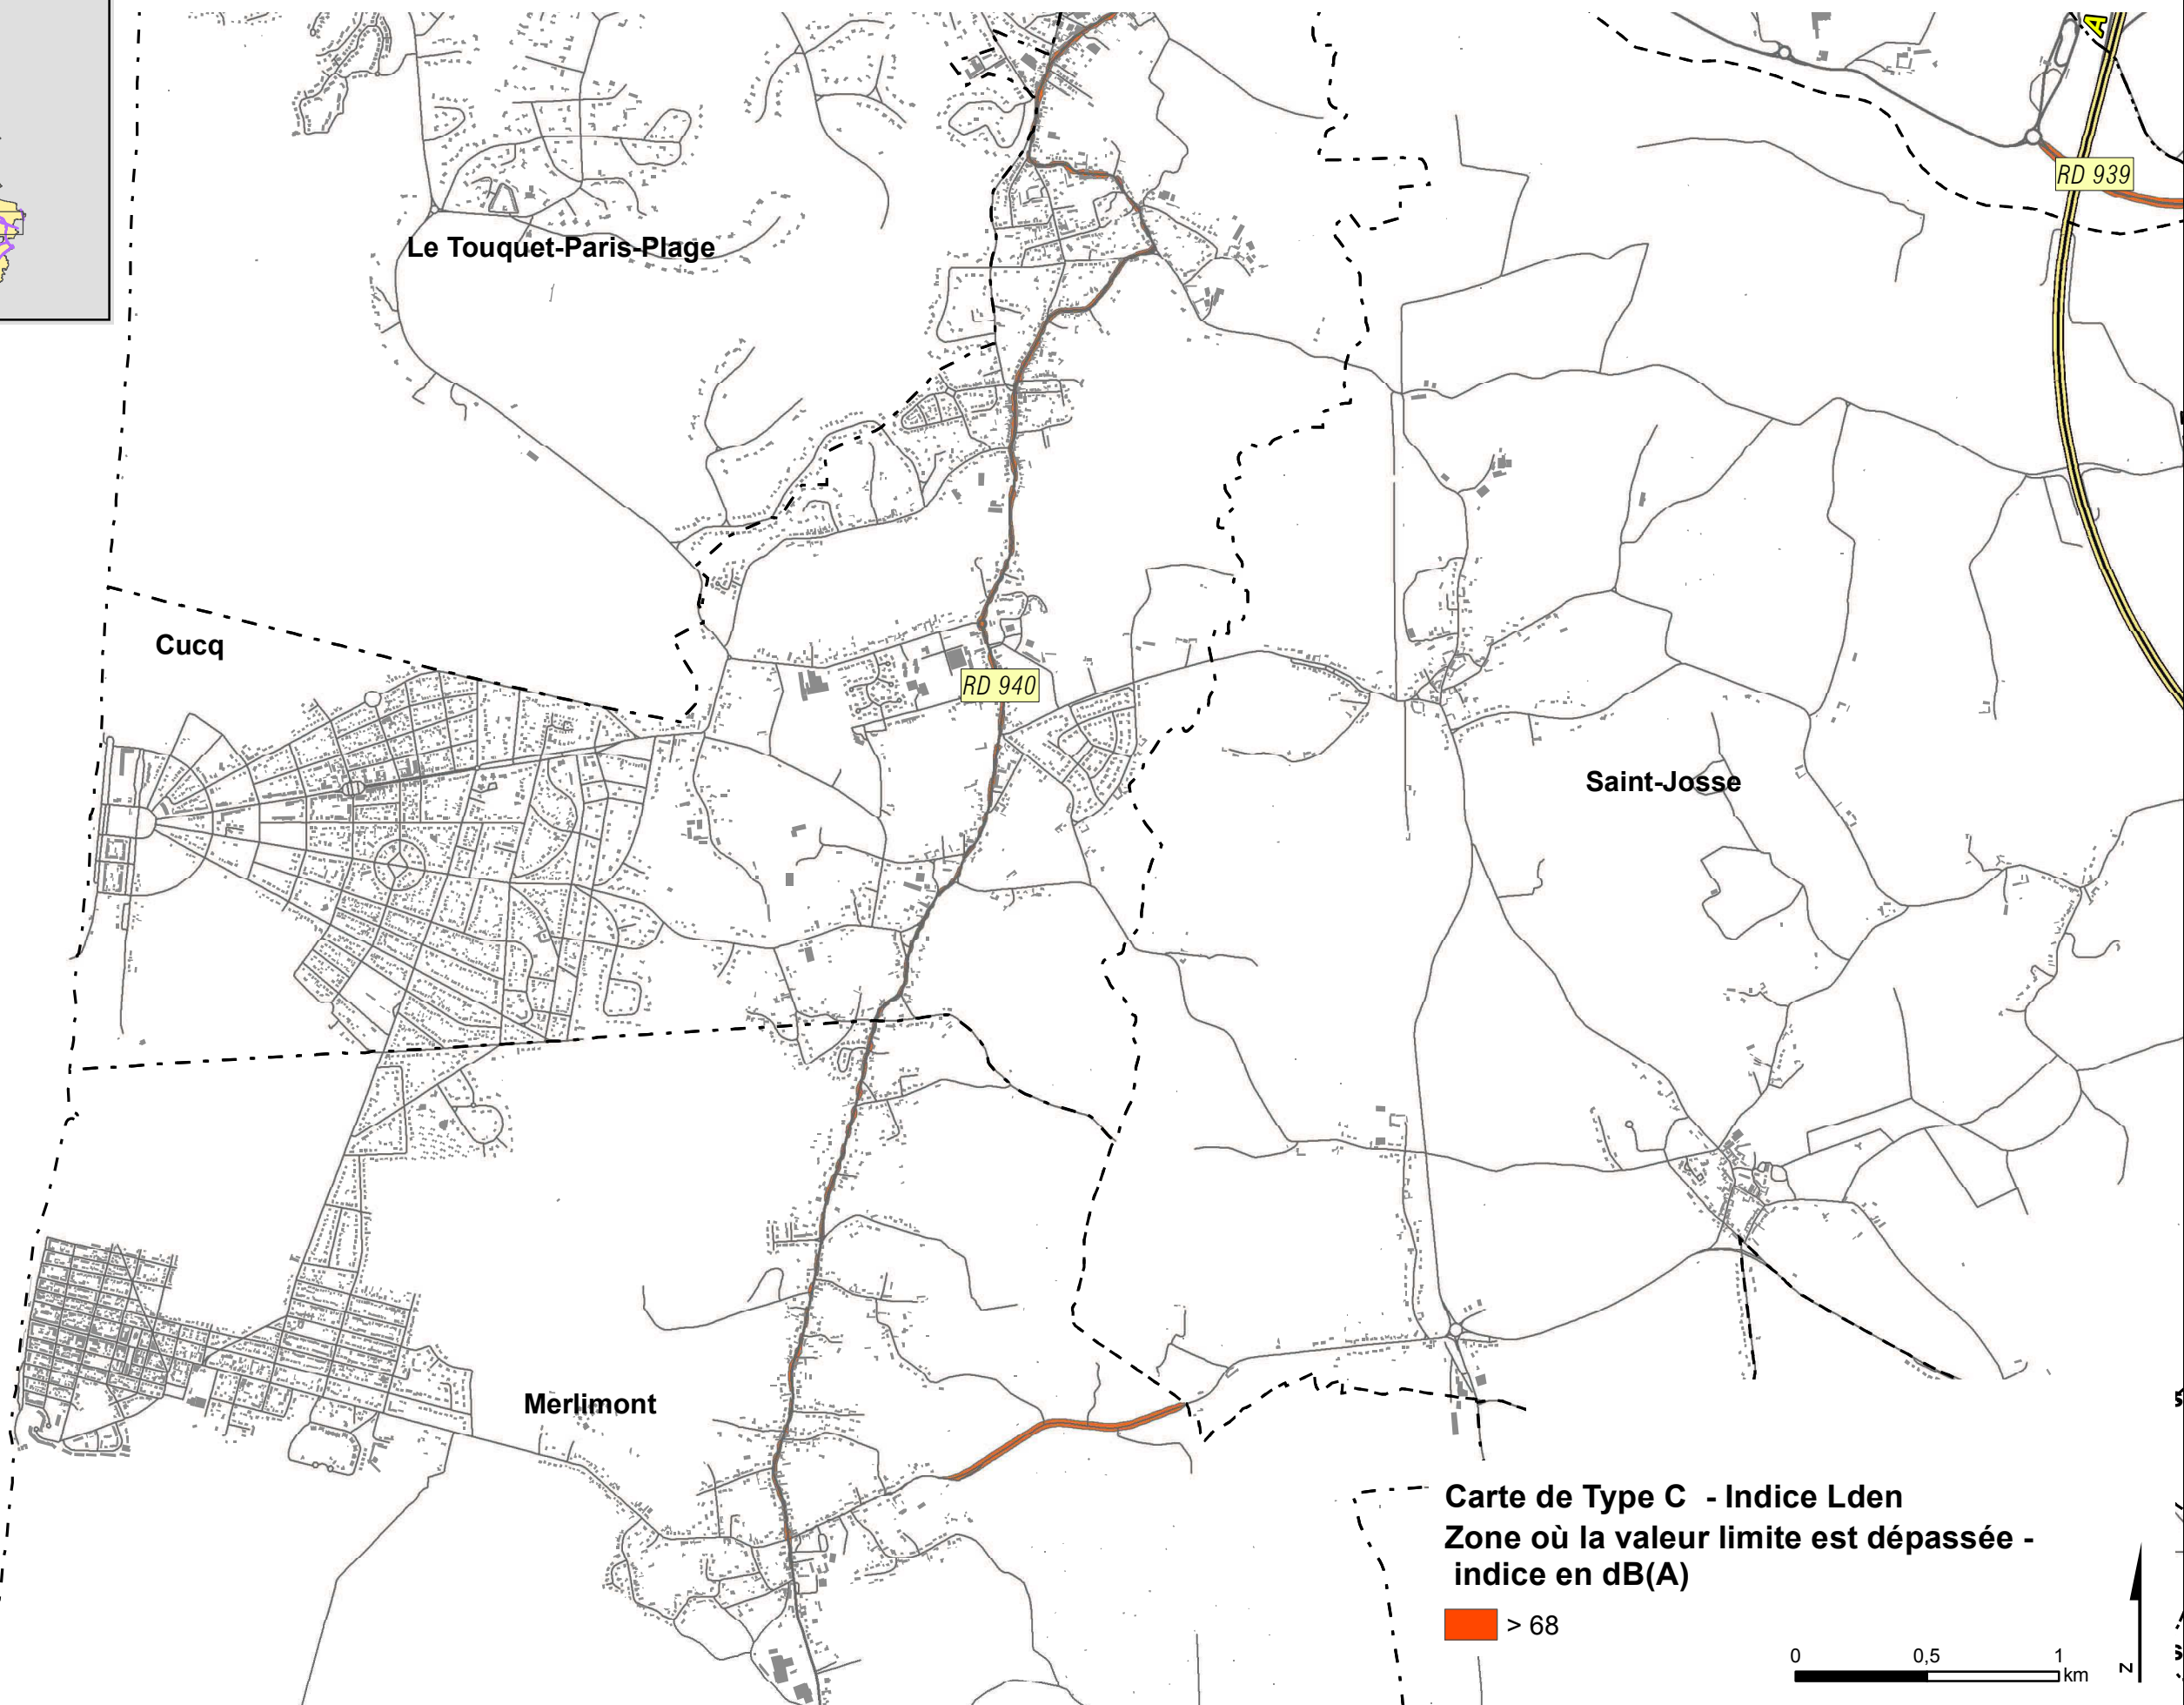 A
RD 939
Le Touquet-Paris-Plage
Cucq
RD 940
Saint-Josse
Merlimont
Carte de Type C - Indice Lden
Zone où la valeur limite est dépassée -
indice en dB(A)
> 68
0 0,5 1
km
N